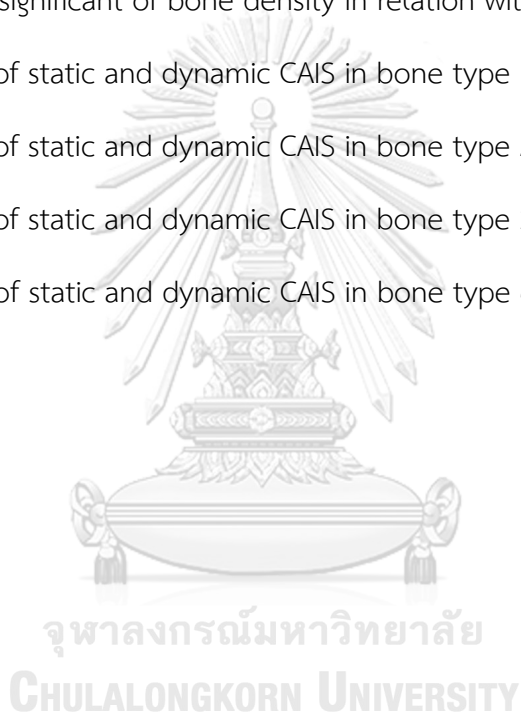 significant of bone density in relation wit
of static and dynamic CAIS in bone type
of static and dynamic CAIS in bone type
of static and dynamic CAIS in bone type
of static and dynamic CAIS in bone type
จุฬาลงกรณ์มหาวิทยาลัย
CHULALONGKORN UNIVERSITY